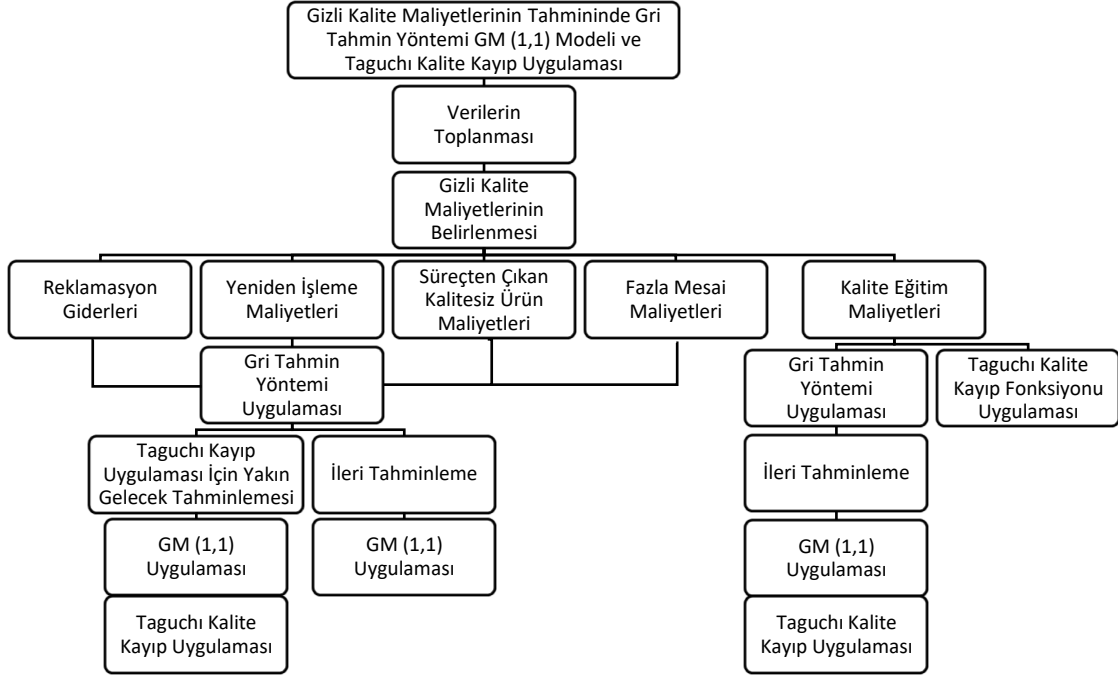 Gizli Kalite Maliyetlerinin Tahmininde Gri
Tahmin Yöntemi GM (1,1) Modeli ve
Taguchı Kalite Kayıp Uygulaması
Verilerin
Toplanması
Gizli Kalite
Maliyetlerinin
Belirlenmesi
Reklamasyon
Giderleri
Yeniden İşleme
Maliyetleri
Süreçten Çıkan
Kalitesiz Ürün
Maliyetleri
Fazla Mesai
Maliyetleri
Kalite Eğitim
Maliyetleri
Gri Tahmin
Yöntemi
Uygulaması
Gri Tahmin
Yöntemi
Uygulaması
Taguchı Kalite
Kayıp Fonksiyonu
Uygulaması
Taguchı Kayıp
Uygulaması İçin Yakın
Gelecek Tahminlemesi
İleri Tahminleme
İleri Tahminleme
GM (1,1)
Uygulaması
GM (1,1)
Uygulaması
GM (1,1)
Uygulaması
Taguchı Kalite
Kayıp Uygulaması
Taguchı Kalite
Kayıp Uygulaması